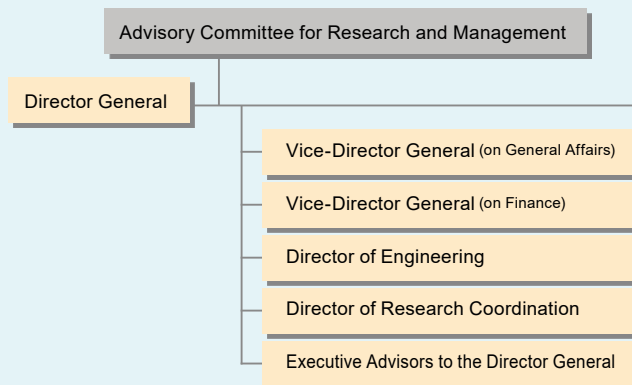 Advisory Committee for Research and Management
Director General
Vice-Director General (on General Affairs)
Vice-Director General (on Finance)
Director of Engineering
Director of Research Coordination
Executive Advisors to the Director General